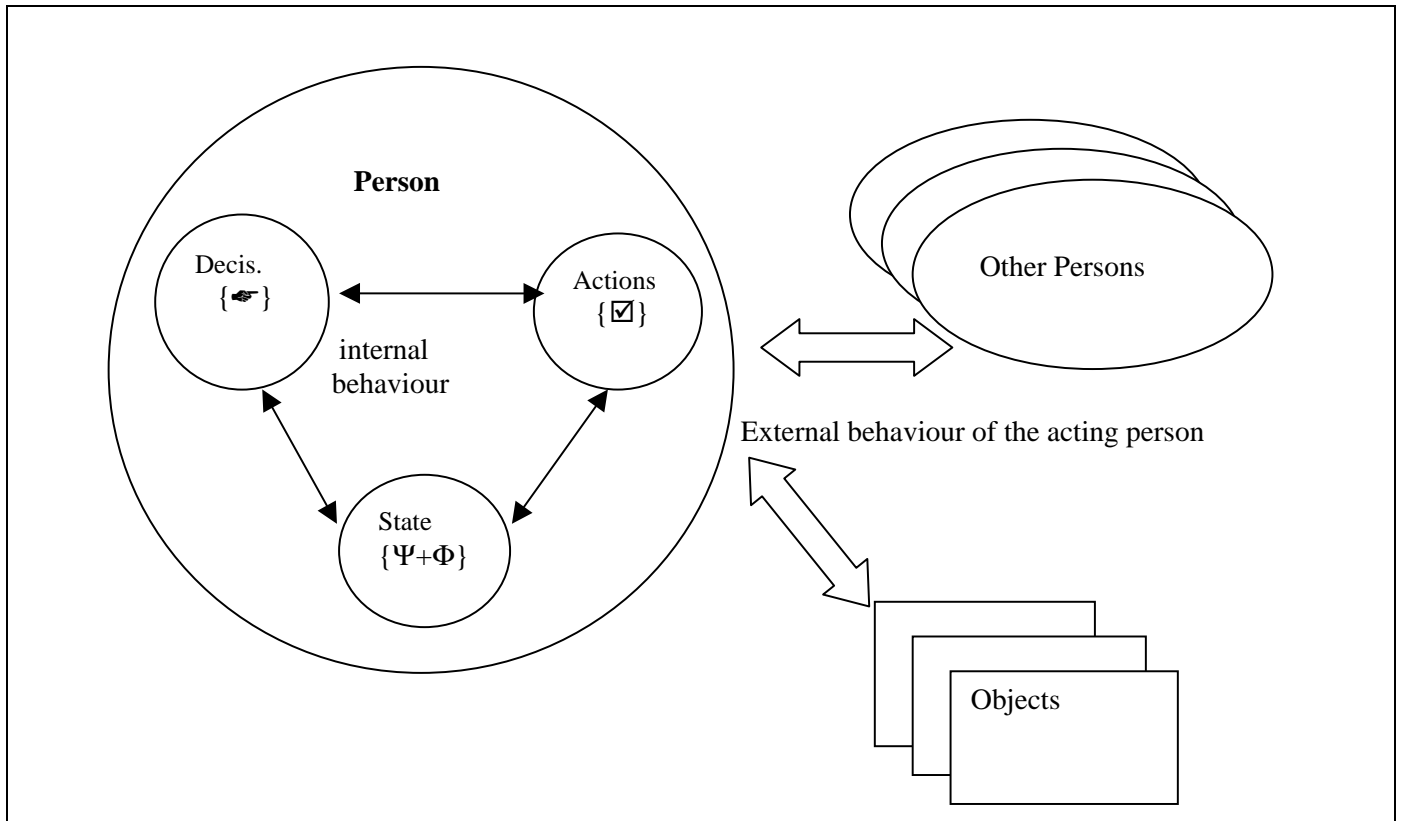 Person
Decis.
{☛}
Actions
{☑}
internal
behaviour
State
{Ψ+Φ}
Other Persons
External behaviour of the acting person
Objects